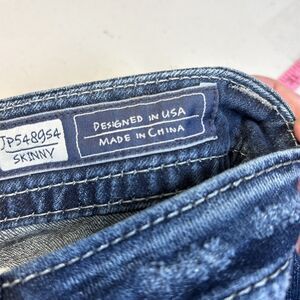 JP548954
SKINNY
DESIGNED IN USA
MADE IN CHINA